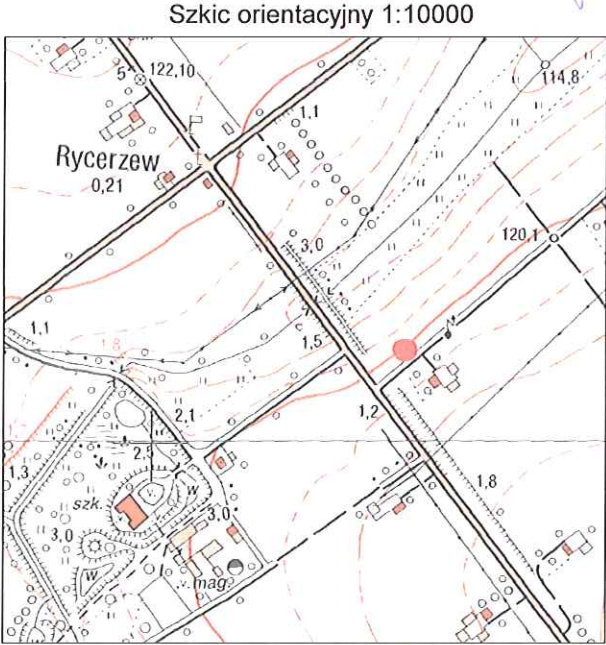 Szkic orientacyjny 1:10000
5
122,10
114,8
1,1
Rycerzew
0,21
3,0
120,1
1,1
1,8
1,5
2,1
1,2
1,3
2,5
1,8
szk.
w
3,0
3,0
w
mag.